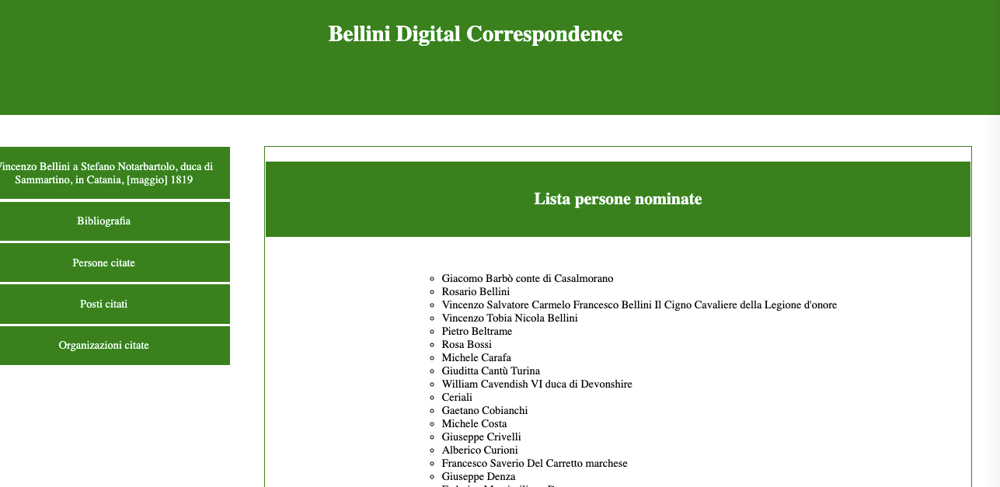 Bellini Digital Correspondence
Vincenzo Bellini a Stefano Notarbartolo, duca di
Sammartino, in Catania, [maggio] 1819
Bibliografia
Persone citate
Posti citati
Organizazioni citate
Lista persone nominate
Giacomo Barbò conte di Casalmorano
Rosario Bellini
Vincenzo Salvatore Carmelo Francesco Bellini Il Cigno Cavaliere della Legione d'onore
Vincenzo Tobia Nicola Bellini
Pietro Beltrame
Rosa Bossi
Michele Carafa
Giuditta Cantù Turina
William Cavendish VI duca di Devonshire
Ceriali
Gaetano Cobianchi
Michele Costa
Giuseppe Crivelli
Alberico Curioni
Francesco Saverio Del Carretto marchese
Giuseppe Denza